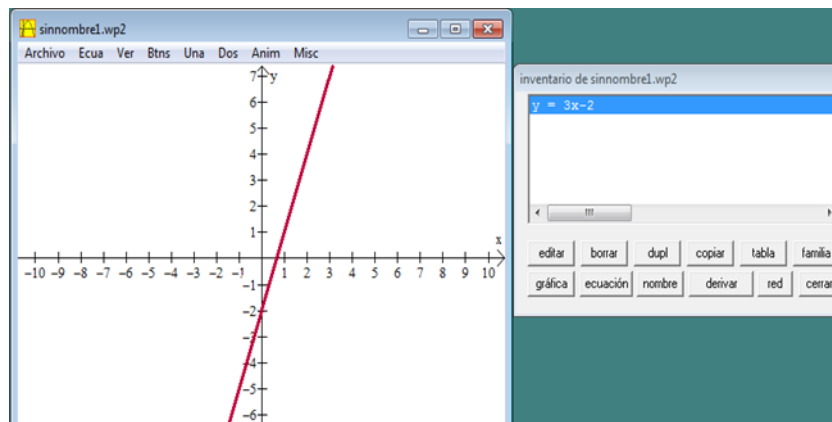 sinnombre1.wp2
Archivo Ecua Ver Btns Una Dos Anim Misc
y
7
6
5
4
3
2
1
x
-10 -9 -8 -7 -6 -5 -4 -3 -2 -1 1 2 3 4 5 6 7 8 9 10
-1
-2
-3
-4
-5
-6
inventario de sinnombre1.wp2
y = 3x-2
editar borrar dupl copiar tabla familia
gráfica ecuación nombre derivar red cerrar